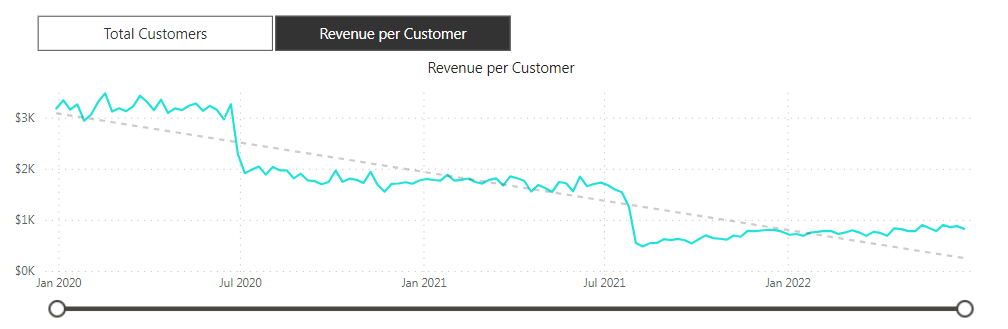 Total Customers
Revenue per Customer
Revenue per Customer
$3K
$2K
$1K
$0K
Jan 2020
Jul 2020
Jan 2021
Jul 2021
Jan 2022